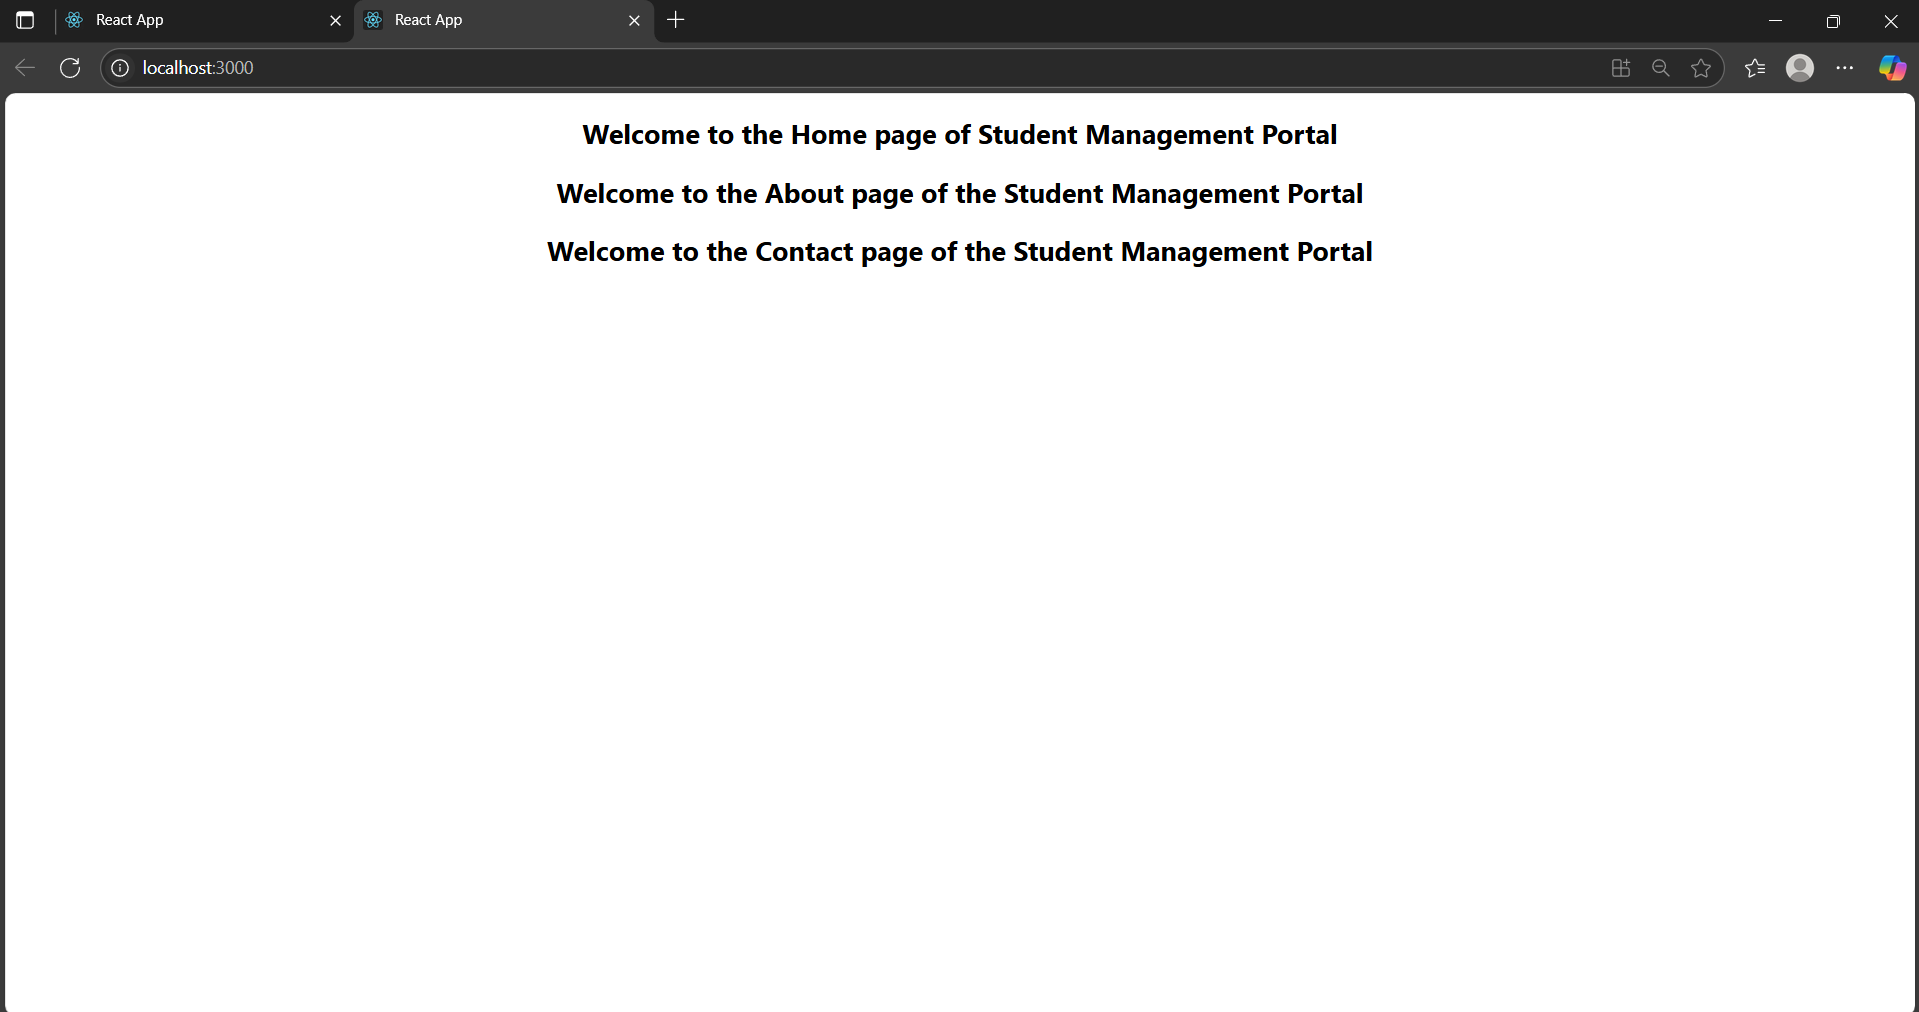 React App
React App
localhost:3000
Welcome to the Home page of Student Management Portal
Welcome to the About page of the Student Management Portal
Welcome to the Contact page of the Student Management Portal